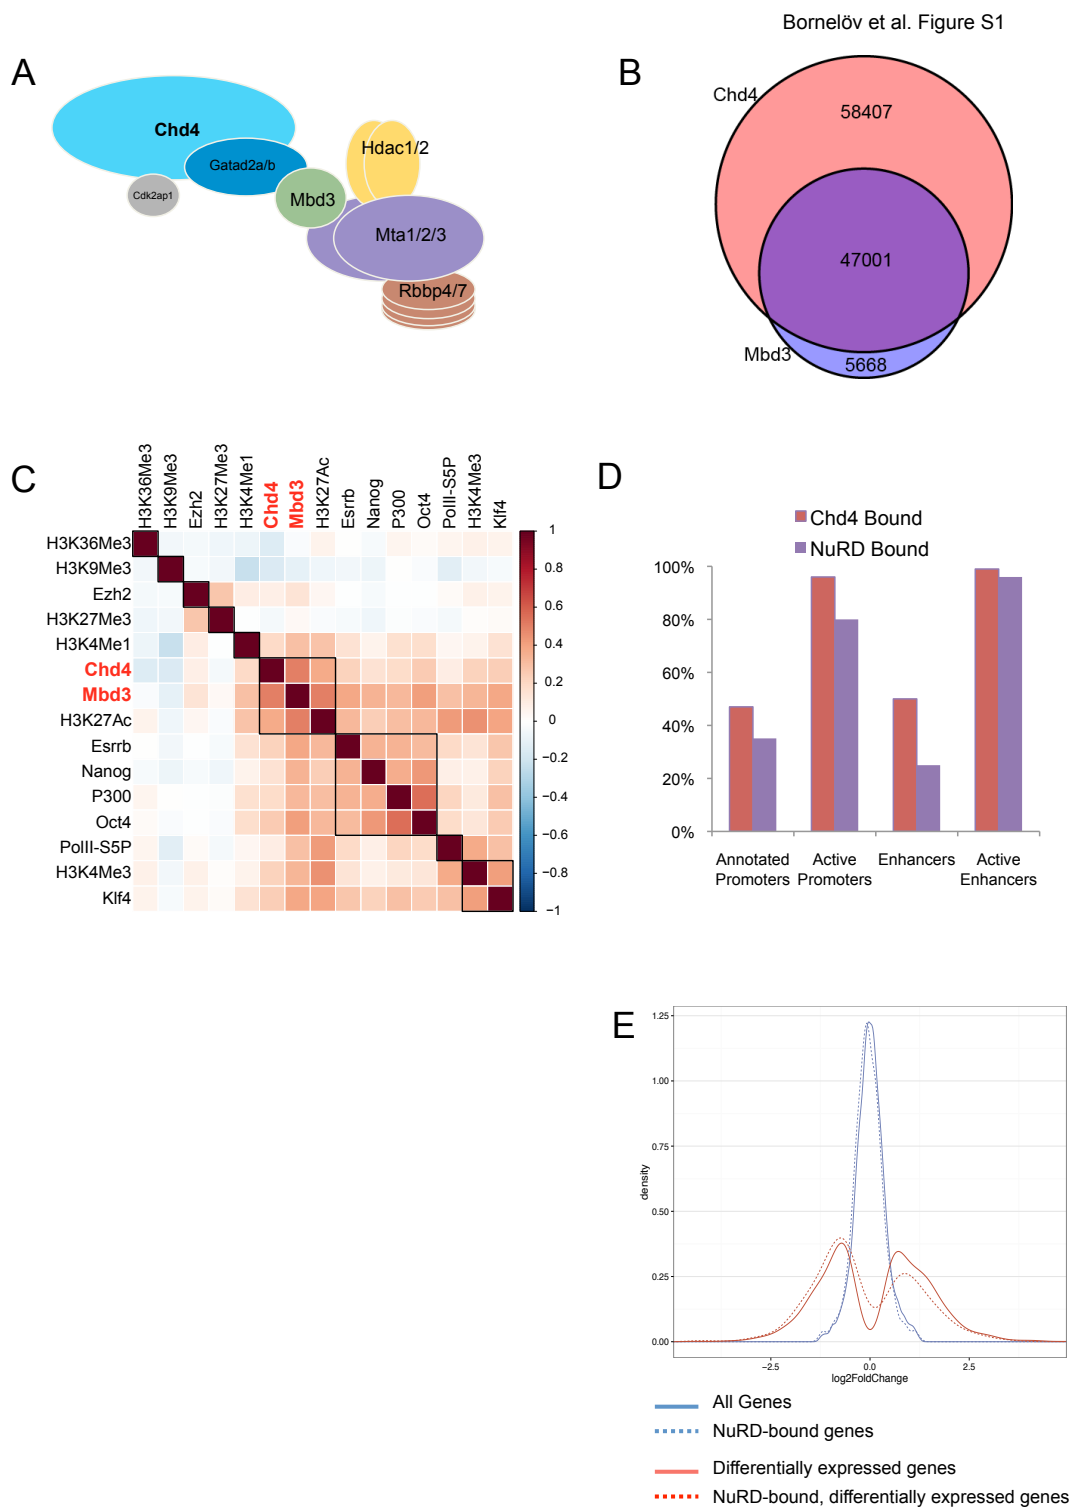 Bornelöv et al. Figure S1
A
Chd4
Gatad2a/b
Cdk2ap1
Mbd3
Hdac1/2
Mta1/2/3
Rbbp4/7
B
Chd4
58407
47001
Mbd3
5668
C
H3K36Me3
H3K9Me3
Ezh2
H3K27Me3
H3K4Me1
Chd4
Mbd3
H3K27Ac
Esrrb
Nanog
P300
Oct4
PolII-S5P
H3K4Me3
Klf4
H3K36Me3
H3K9Me3
Ezh2
H3K27Me3
H3K4Me1
Chd4
Mbd3
H3K27Ac
Esrrb
Nanog
P300
Oct4
PolII-S5P
H3K4Me3
Klf4
1
0.8
0.6
0.4
0.2
0
−0.2
−0.4
−0.6
−0.8
−1
D
Chd4 Bound
NuRD Bound
100%
80%
60%
40%
20%
0%
Annotated
Promoters
Active
Promoters
Enhancers
Active
Enhancers
E
1.25
1.00
0.75
0.50
0.25
0.00
density
−2.5
0.0
2.5
log2FoldChange
All Genes
NuRD-bound genes
Differentially expressed genes
NuRD-bound, differentially expressed genes